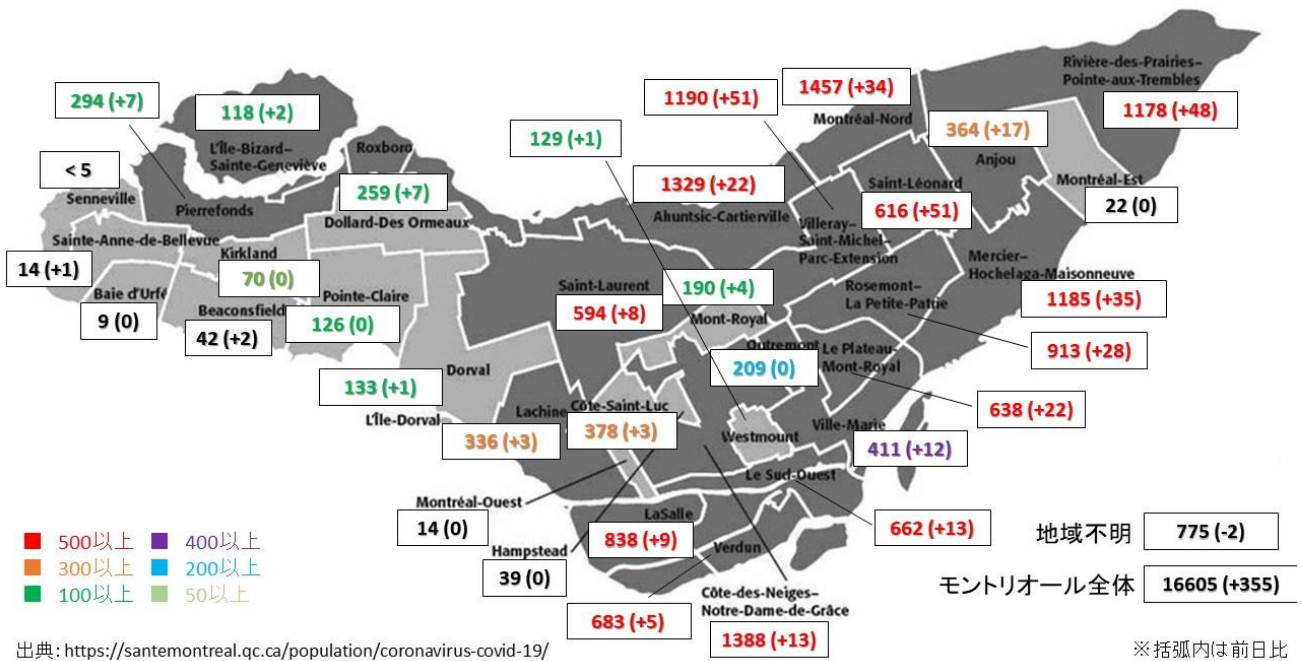 1457 (+34)
Rivière-des-Prairies–
Pointe-aux-Trembles
1178 (+48)
294 (+7)
118 (+2)
1190 (+51)
Montréal-Nord
364 (+17)
Anjou
129 (+1)
L'Île-Bizard–
Sainte-Geneviève
Roxboro
< 5
Senneville
259 (+7)
1329 (+22)
Saint-Léonard
616 (+51)
Montréal-Est
22 (0)
Pierrefonds
Dollard-Des Ormeaux
Ahuntsic-Cartierville
Villeray–
Saint-Michel–
Parc-Extension
Sainte-Anne-de-Bellevue
Kirkland
14 (+1)
70 (0)
Mercier–
Hochelaga-Maisonneuve
1185 (+35)
Baie d'Urfé
9 (0)
Beaconsfield
42 (+2)
Pointe-Claire
126 (0)
Saint-Laurent
594 (+8)
190 (+4)
Mont-Royal
Rosemont–
La Petite-Patrie
913 (+28)
Outremont
209 (0)
Le Plateau-
Mont-Royal
638 (+22)
133 (+1)
Dorval
L'Île-Dorval
Lachine
336 (+3)
Côte-Saint-Luc
378 (+3)
Westmount
Ville-Marie
411 (+12)
Le Sud-Ouest
662 (+13)
Montréal-Ouest
14 (0)
Hampstead
39 (0)
LaSalle
838 (+9)
Verdun
683 (+5)
Côte-des-Neiges–
Notre-Dame-de-Grâce
1388 (+13)
500以上 400以上
300以上 200以上
100以上 50以上
地域不明 775 (-2)
モントリオール全体 16605 (+355)
出典: https://santemontreal.qc.ca/population/coronavirus-covid-19/
※括弧内は前日比